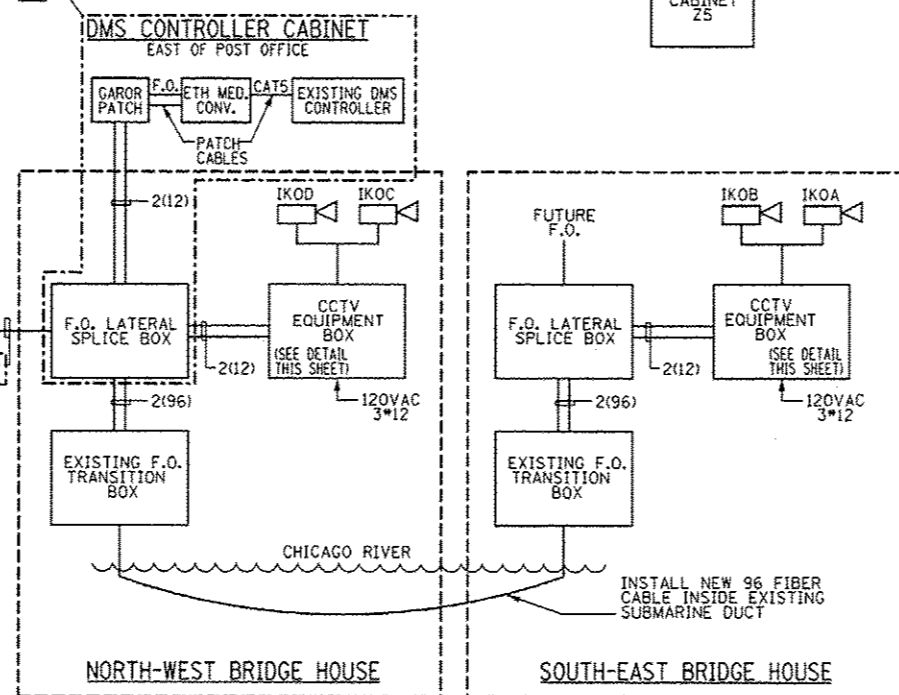 CABINET
Z5
DMS CONTROLLER CABINET
EAST OF POST OFFICE
GAROR
PATCH
F.O.
ETH MED.
CONV.
CAT5
EXISTING DMS
CONTROLLER
PATCH
CABLES
2(12)
IKOD
IKOC
F.O. LATERAL
SPLICE BOX
2(12)
CCTV
EQUIPMENT
BOX
(SEE DETAIL
THIS SHEET)
120VAC
3#12
2(96)
EXISTING F.O.
TRANSITION
BOX
FUTURE
F.O.
IKOB
IKOA
F.O. LATERAL
SPLICE BOX
2(12)
CCTV
EQUIPMENT
BOX
(SEE DETAIL
THIS SHEET)
120VAC
3#12
2(96)
EXISTING F.O.
TRANSITION
BOX
CHICAGO RIVER
INSTALL NEW 96 FIBER
CABLE INSIDE EXISTING
SUBMARINE DUCT
NORTH-WEST BRIDGE HOUSE
SOUTH-EAST BRIDGE HOUSE